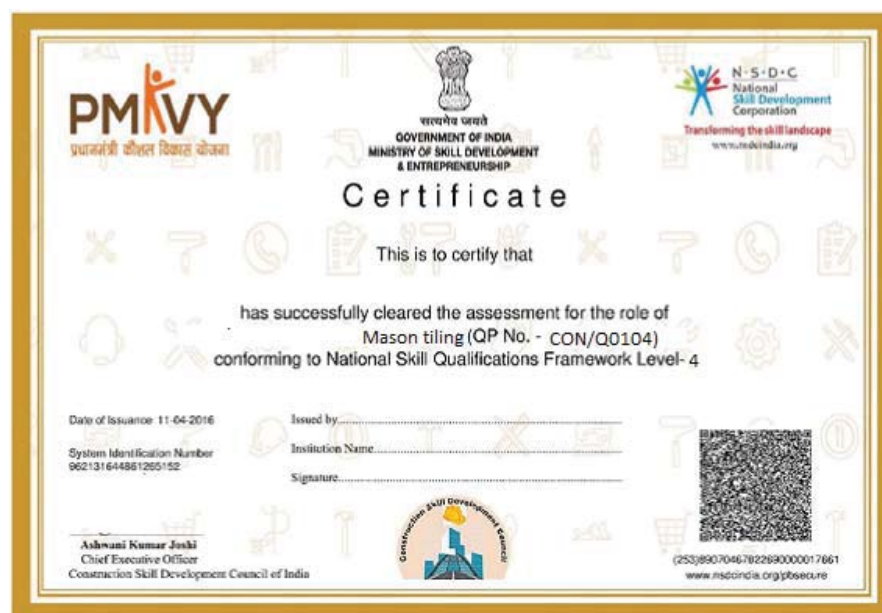 PMKVY
प्रधानमंत्री कौशल विकास योजना
सत्यमेव जयते
GOVERNMENT OF INDIA
MINISTRY OF SKILL DEVELOPMENT
& ENTREPRENEURSHIP
N·S·D·C
National
Skill Development
Corporation
Transforming the skill landscape
www.nsdcindia.org
Certificate
This is to certify that
has successfully cleared the assessment for the role of
Mason tiling (QP No. - CON/Q0104)
conforming to National Skill Qualifications Framework Level- 4
Date of Issuance 11-04-2016
System Identification Number
962131644861265152
Issued by
Institution Name
Signature
Ashwani Kumar Joshi
Chief Executive Officer
Construction Skill Development Council of India
Construction Skill Development Council
(253)89070467822690000017661
www.nsdcindia.org/pbsecure